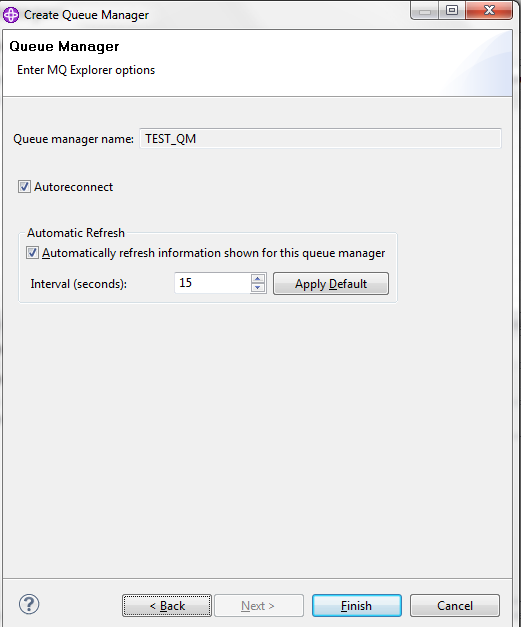 Create Queue Manager
Queue Manager
Enter MQ Explorer options
Queue manager name: TEST_QM
Autoreconnect
Automatic Refresh
Automatically refresh information shown for this queue manager
Interval (seconds): 15 Apply Default
? < Back Next > Finish Cancel